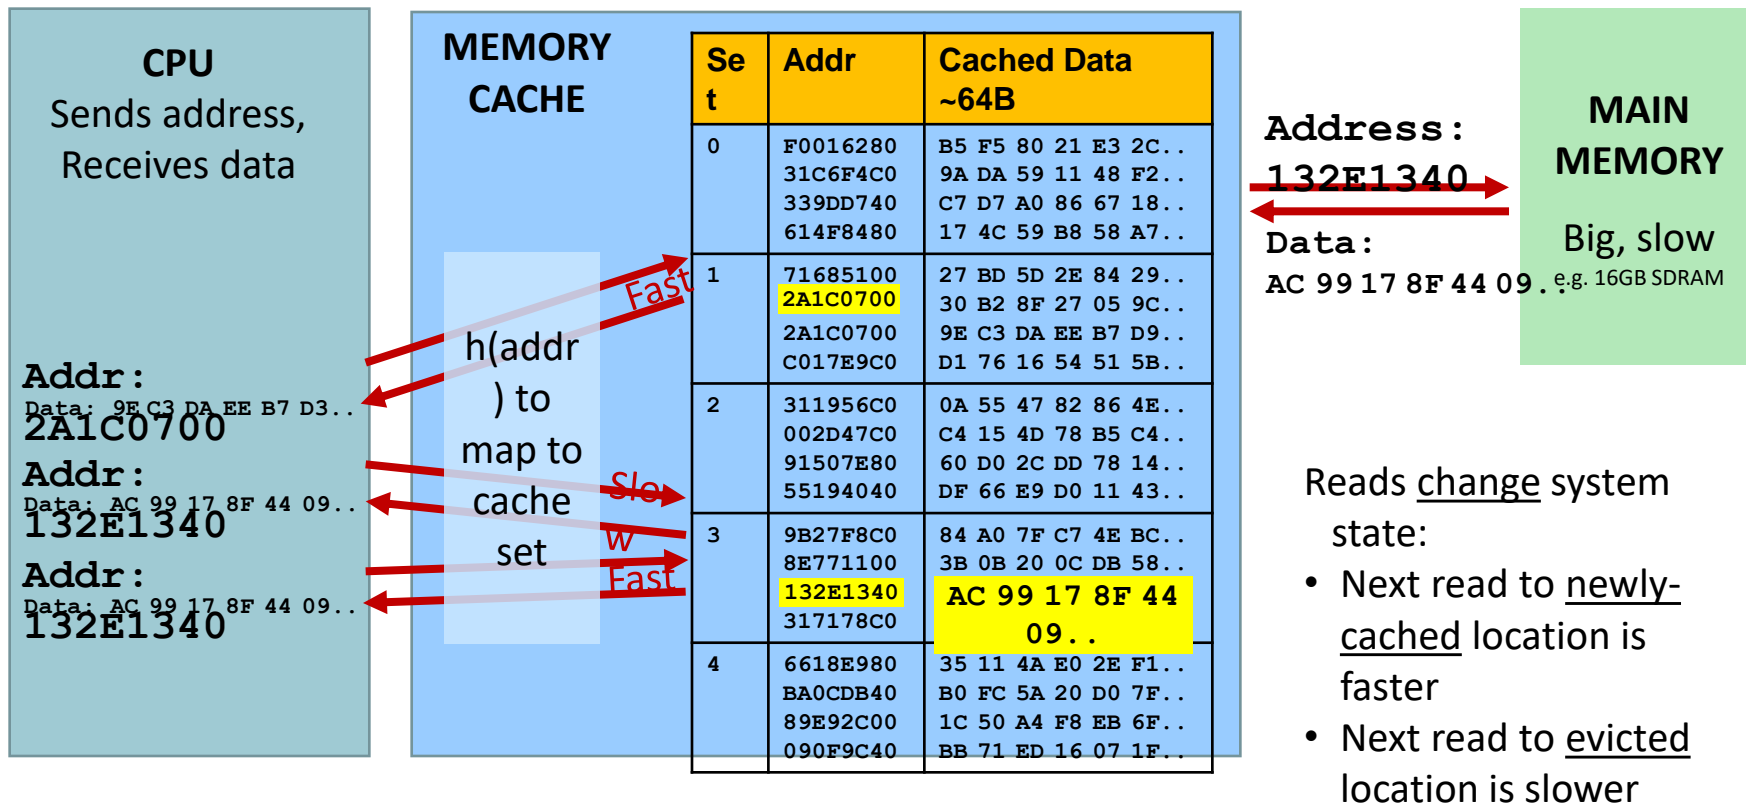 CPU
Sends address,
Receives data
Addr:
Data: 9E C3 DA EE B7 D3..
2A1C0700
Addr:
Data: AC 99 17 8F 44 09..
132E1340
Addr:
Data: AC 99 17 8F 44 09..
132E1340
MEMORY
CACHE
h(addr
) to
map to
cache
set
Fast
Slo
w
Fast
Se
t
Addr
Cached Data
~64B
0
F0016280 B5 F5 80 21 E3 2C..
31C6F4C0 9A DA 59 11 48 F2..
339DD740 C7 D7 A0 86 67 18..
614F8480 17 4C 59 B8 58 A7..
1
71685100 27 BD 5D 2E 84 29..
2A1C0700 30 B2 8F 27 05 9C..
2A1C0700 9E C3 DA EE B7 D9..
C017E9C0 D1 76 16 54 51 5B..
2
311956C0 0A 55 47 82 86 4E..
002D47C0 C4 15 4D 78 B5 C4..
91507E80 60 D0 2C DD 78 14..
55194040 DF 66 E9 D0 11 43..
3
9B27F8C0 84 A0 7F C7 4E BC..
8E771100 3B 0B 20 0C DB 58..
132E1340 AC 99 17 8F 44
09..
317178C0
4
6618E980 35 11 4A E0 2E F1..
BA0CDB40 B0 FC 5A 20 D0 7F..
89E92C00 1C 50 A4 F8 EB 6F..
090F9C40 BB 71 ED 16 07 1F..
Address:
132E1340
Data:
AC 99 17 8F 44 09..
MAIN
MEMORY
Big, slow
e.g. 16GB SDRAM
Reads change system
state:
• Next read to newly-
cached location is
faster
• Next read to evicted
location is slower